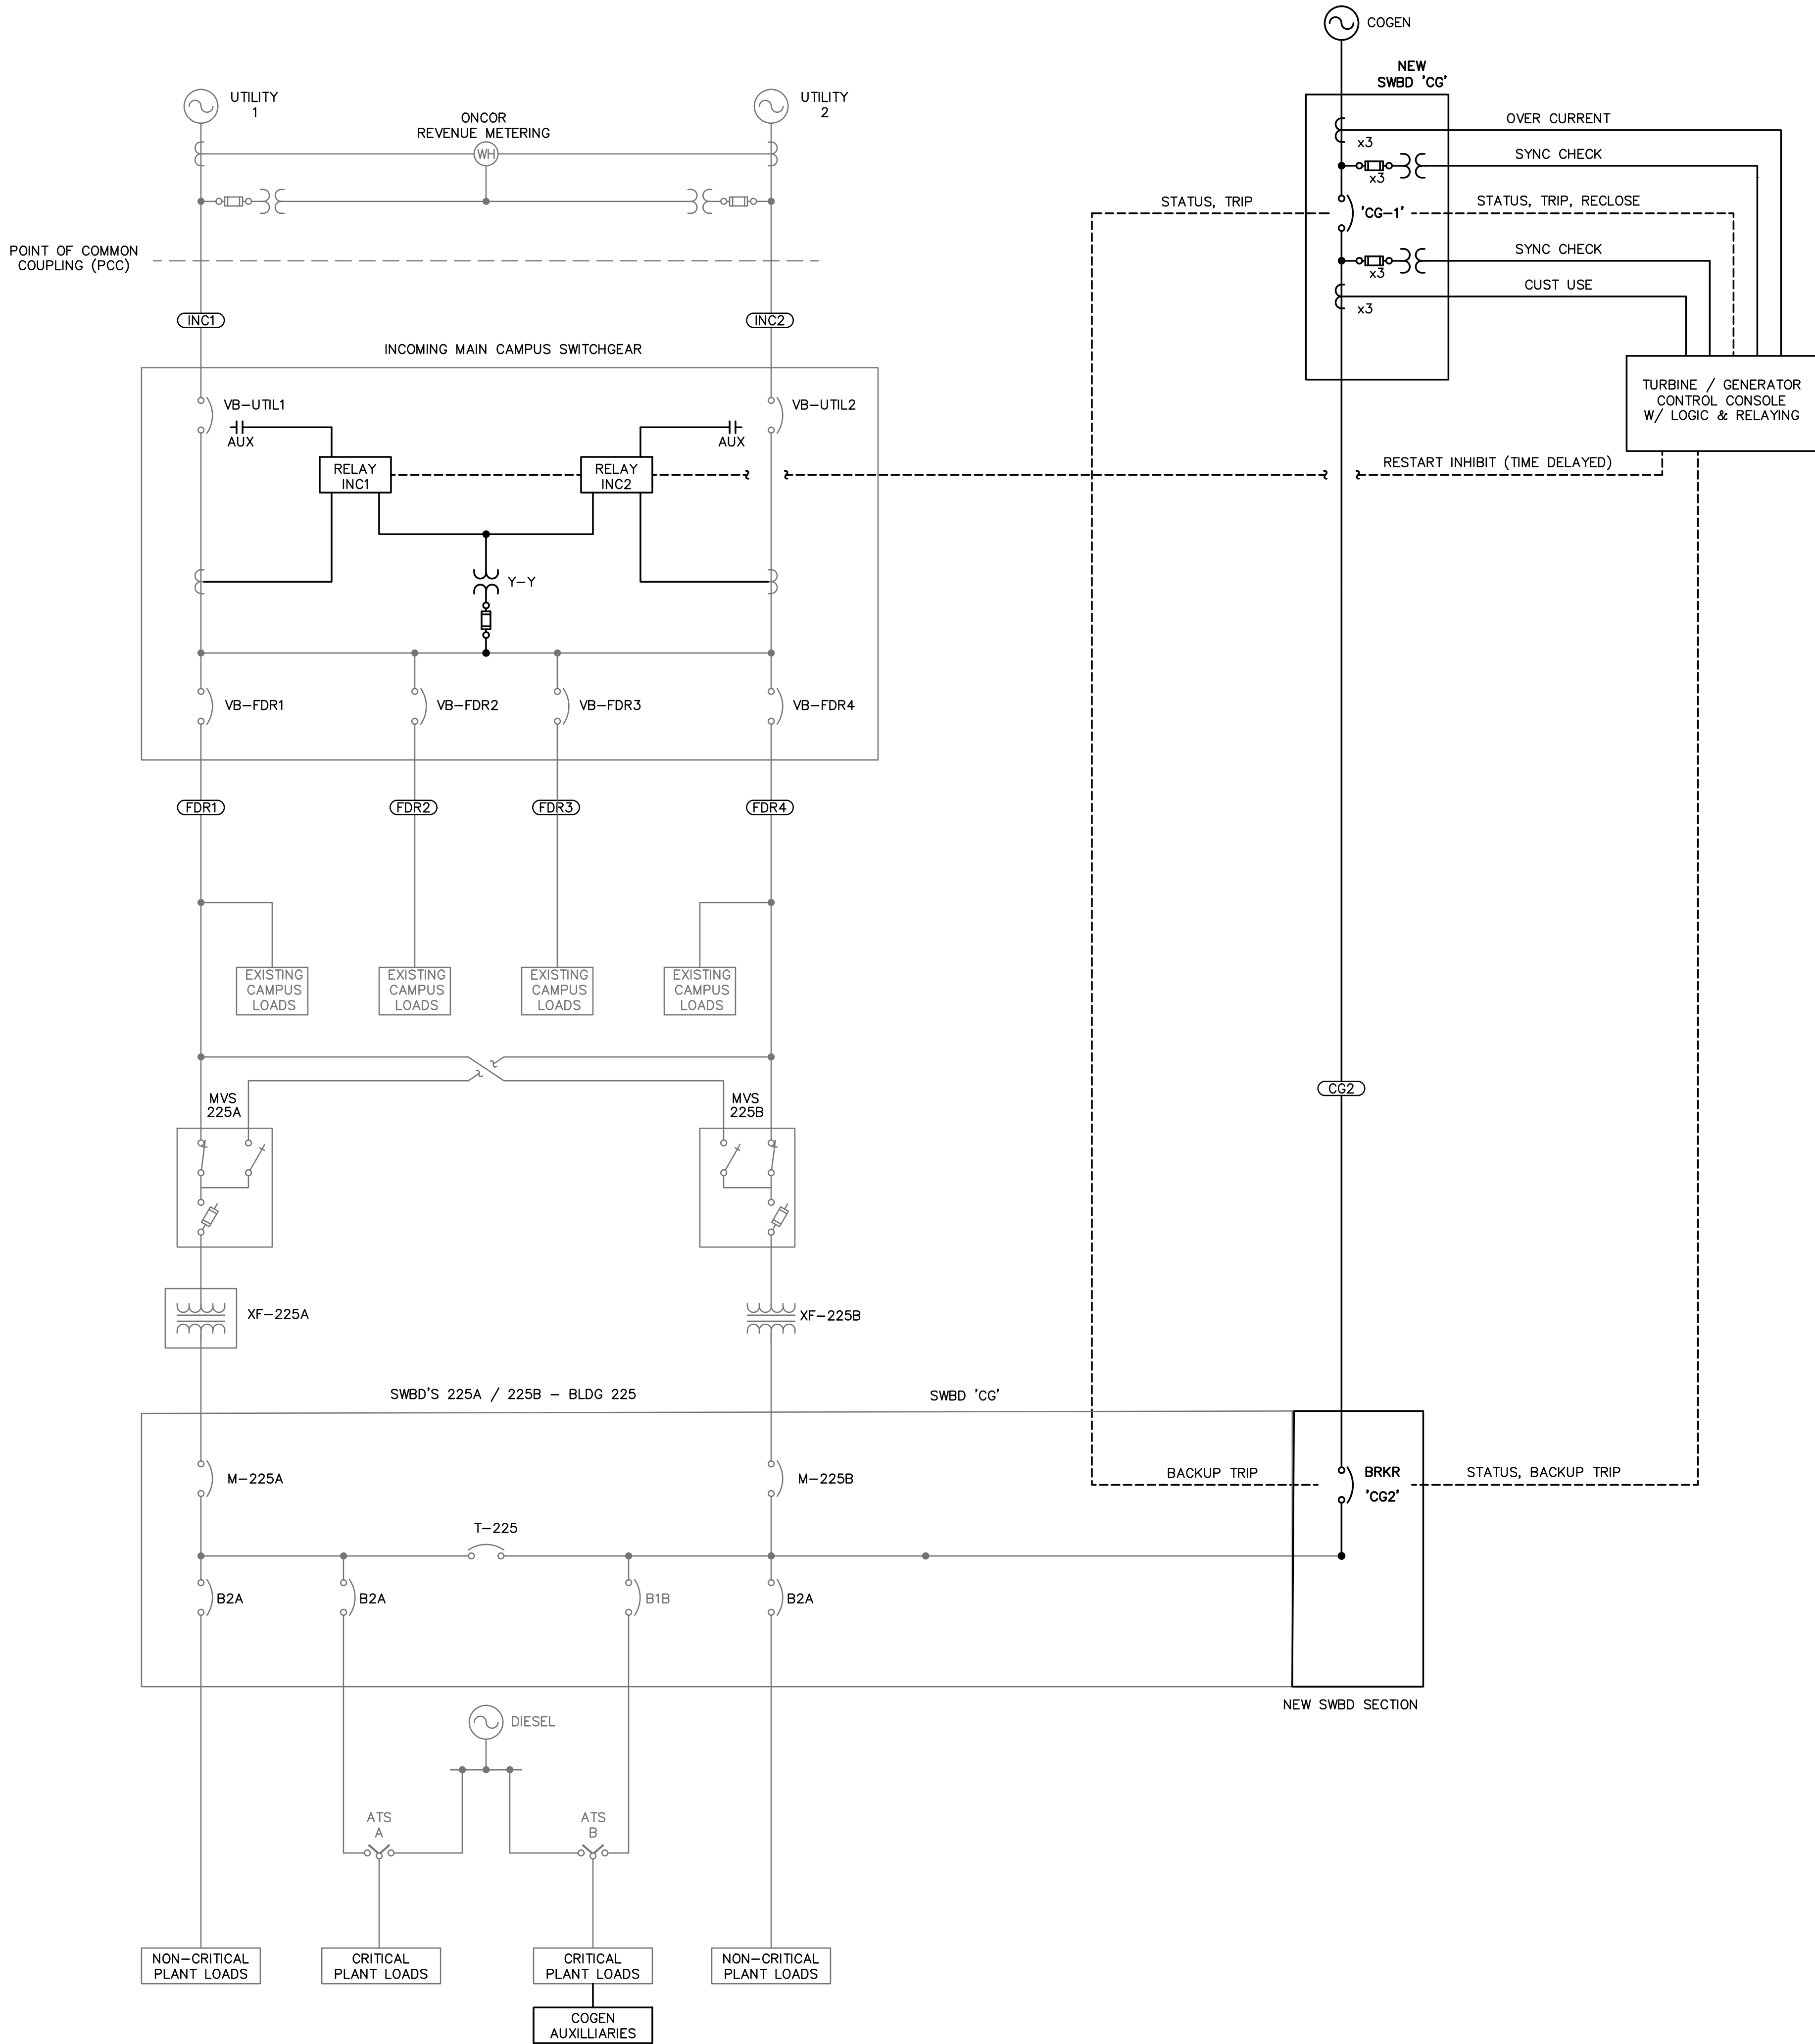 COGEN
NEW
SWBD 'CG'
UTILITY
1
UTILITY
2
ONCOR
REVENUE METERING
WH
OVER CURRENT
x3
SYNC CHECK
x3
STATUS, TRIP
'CG-1'
STATUS, TRIP, RECLOSE
POINT OF COMMON
COUPLING (PCC)
SYNC CHECK
x3
CUST USE
x3
INC1
INC2
INCOMING MAIN CAMPUS SWITCHGEAR
TURBINE / GENERATOR
CONTROL CONSOLE
W/ LOGIC & RELAYING
VB-UTIL1
VB-UTIL2
AUX
AUX
RELAY
INC1
RELAY
INC2
RESTART INHIBIT (TIME DELAYED)
Y-Y
VB-FDR1
VB-FDR2
VB-FDR3
VB-FDR4
FDR1
FDR2
FDR3
FDR4
EXISTING
CAMPUS
LOADS
EXISTING
CAMPUS
LOADS
EXISTING
CAMPUS
LOADS
EXISTING
CAMPUS
LOADS
MVS
225A
MVS
225B
CG2
XF-225A
XF-225B
SWBD'S 225A / 225B - BLDG 225
SWBD 'CG'
M-225A
M-225B
BACKUP TRIP
BRKR
'CG2'
STATUS, BACKUP TRIP
T-225
B2A
B2A
B1B
B2A
NEW SWBD SECTION
DIESEL
ATS
A
ATS
B
NON-CRITICAL
PLANT LOADS
CRITICAL
PLANT LOADS
CRITICAL
PLANT LOADS
NON-CRITICAL
PLANT LOADS
COGEN
AUXILLIARIES